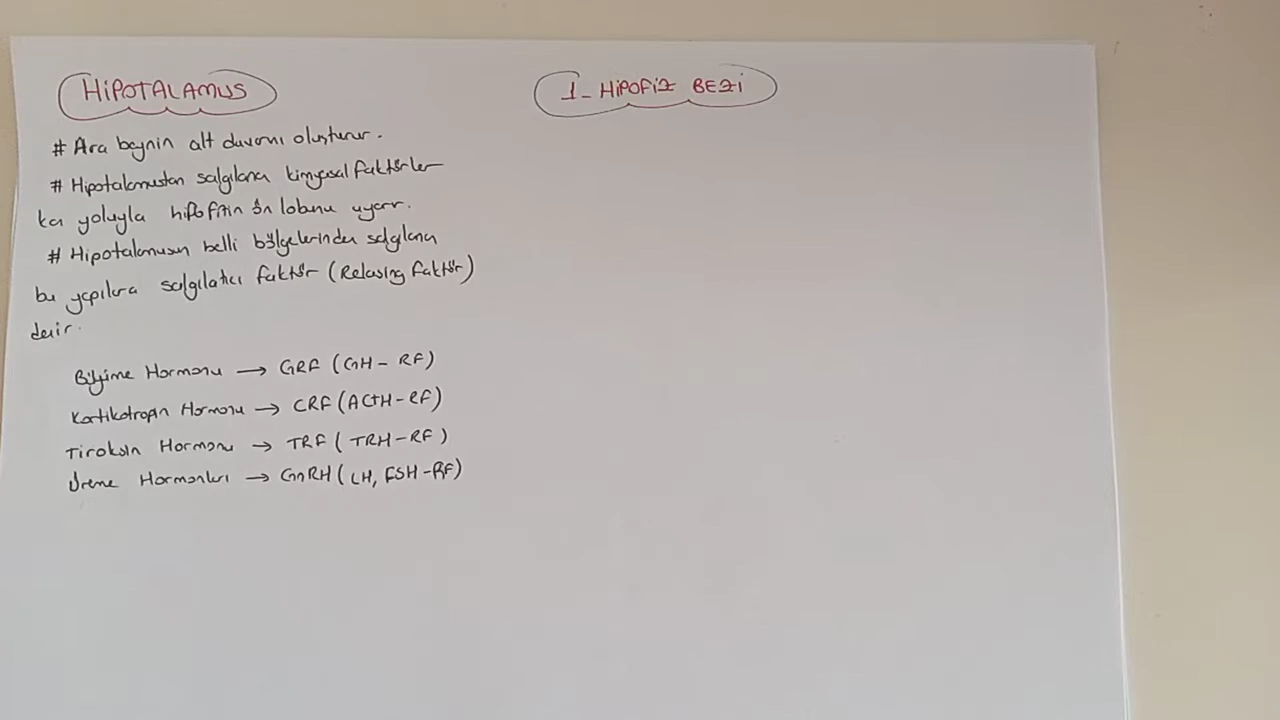 HİPOTALAMUS
# Ara beynin alt duvarını oluşturur.
# Hipotalamustan salgılanan kimyasal faktörler
kan yoluyla hipofizin ön lobunu uyarır.
# Hipotalamusun belli bölgelerinden salgılanan
bu yapılara salgılatıcı faktör (Relasing faktör)
denir.
Büyüme Hormonu → GRF (GH - RF)
Kortikotropin Hormonu → CRF (ACTH - RF)
Tiroksin Hormonu → TRF ( TRH - RF )
Üreme Hormonları → GnRH ( LH, FSH - RF)
1- HİPOFİZ BEZİ